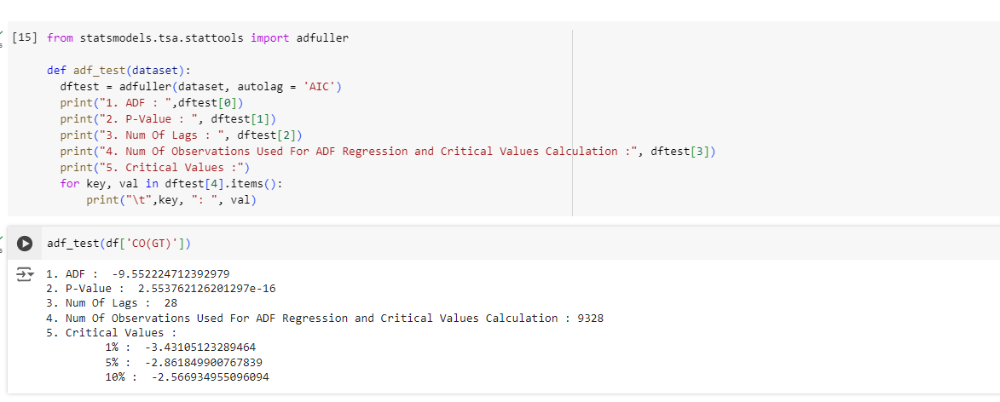 [15] from statsmodels.tsa.stattools import adfuller
def adf_test(dataset):
dftest = adfuller(dataset, autolag = 'AIC')
print("1. ADF : ",dftest[0])
print("2. P-Value : ", dftest[1])
print("3. Num Of Lags : ", dftest[2])
print("4. Num Of Observations Used For ADF Regression and Critical Values Calculation :", dftest[3])
print("5. Critical Values :")
for key, val in dftest[4].items():
print("\t",key, ": ", val)
adf_test(df['CO(GT)'])
1. ADF : -9.552224712392979
2. P-Value : 2.553762126201297e-16
3. Num Of Lags : 28
4. Num Of Observations Used For ADF Regression and Critical Values Calculation : 9328
5. Critical Values :
1% : -3.43105123289464
5% : -2.861849900767839
10% : -2.566934955096094